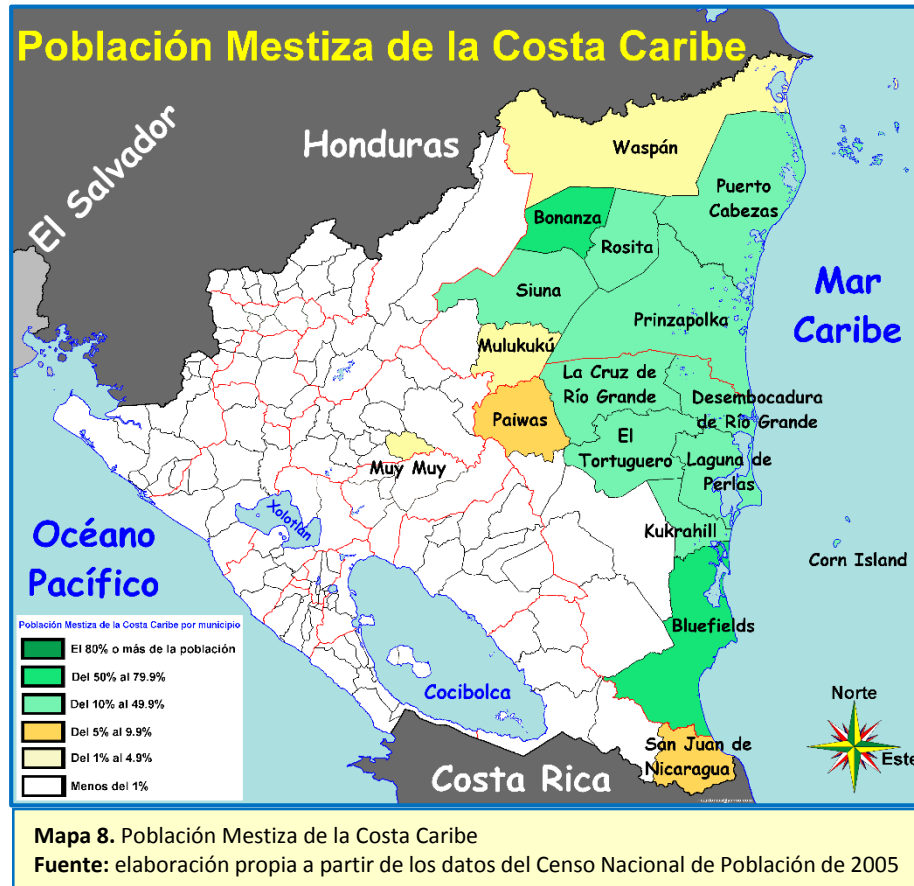 Población Mestiza de la Costa Caribe
El Salvador
Honduras
Waspán
Puerto
Cabezas
Bonanza
Rosita
Siuna
Mar
Caribe
Prinzapolka
Mulukukú
La Cruz de
Río Grande
Desembocadura
de Río Grande
Paiwas
El
Tortuguero
Laguna de
Perlas
Muy Muy
Xolotlán
Océano
Pacífico
Kukrahill
Corn Island
Bluefields
Población Mestiza de la Costa Caribe por municipio
El 80% o más de la población
Del 50% al 79.9%
Del 10% al 49.9%
Del 5% al 9.9%
Del 1% al 4.9%
Menos del 1%
Cocibolca
Norte
Este
San Juan de
Nicaragua
Costa Rica
Mapa 8. Población Mestiza de la Costa Caribe
Fuente: elaboración propia a partir de los datos del Censo Nacional de Población de 2005